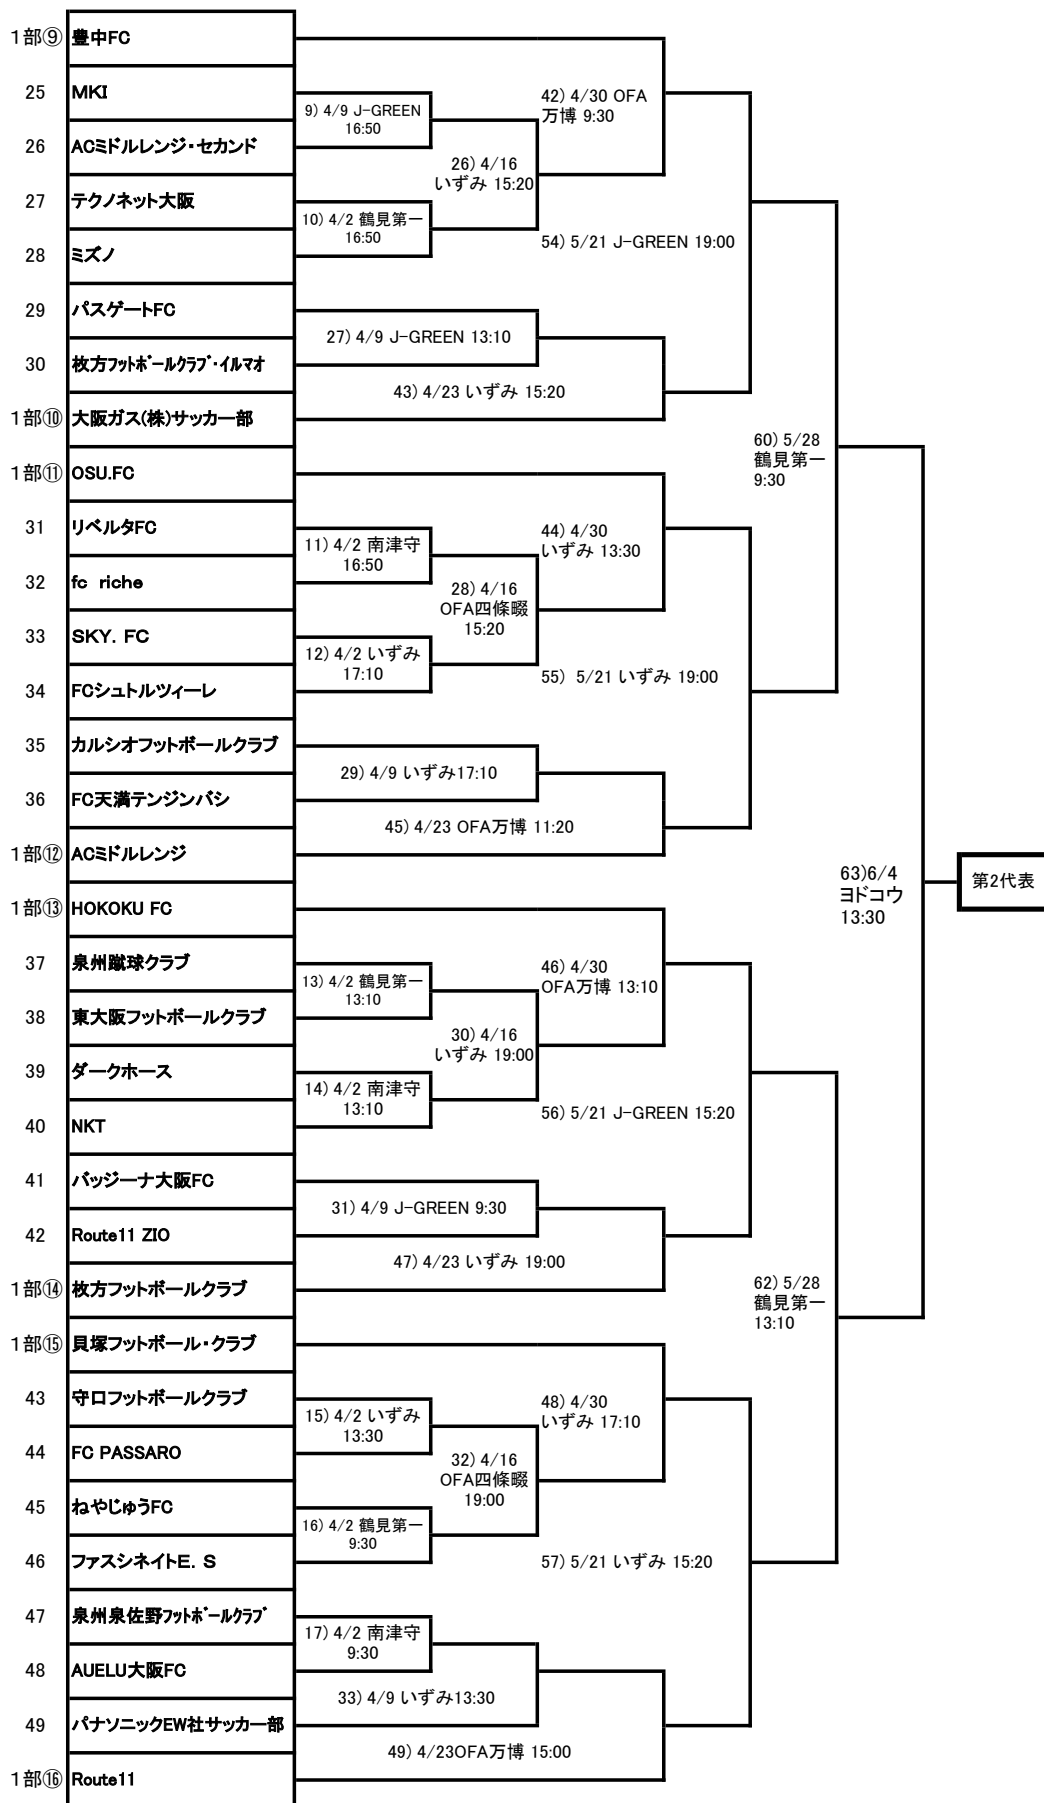 1部⑨ 豊中FC
25 MKI
9) 4/9 J-GREEN
16:50
42) 4/30 OFA
万博 9:30
26 ACミドルレンジ・セカンド
26) 4/16
いずみ 15:20
27 テクノネット大阪
10) 4/2 鶴見第一
16:50
54) 5/21 J-GREEN 19:00
28 ミズノ
29 パスゲートFC
27) 4/9 J-GREEN 13:10
30 枚方フットボールクラブ・イルマオ
43) 4/23 いずみ 15:20
1部⑩ 大阪ガス(株)サッカー部
60) 5/28
鶴見第一
9:30
1部⑪ OSU.FC
31 リベルタFC
11) 4/2 南津守
16:50
44) 4/30
いずみ 13:30
32 fc riche
28) 4/16
OFA四條畷
15:20
33 SKY. FC
12) 4/2 いずみ
17:10
55) 5/21 いずみ 19:00
34 FCシュトルツィーレ
35 カルシオフットボールクラブ
29) 4/9 いずみ17:10
36 FC天満テンジンバシ
45) 4/23 OFA万博 11:20
1部⑫ ACミドルレンジ
63)6/4
ヨドコウ
13:30
第2代表
1部⑬ HOKOKU FC
37 泉州蹴球クラブ
13) 4/2 鶴見第一
13:10
46) 4/30
OFA万博 13:10
38 東大阪フットボールクラブ
30) 4/16
いずみ 19:00
39 ダークホース
14) 4/2 南津守
13:10
56) 5/21 J-GREEN 15:20
40 NKT
41 バッジーナ大阪FC
31) 4/9 J-GREEN 9:30
42 Route11 ZIO
47) 4/23 いずみ 19:00
1部⑭ 枚方フットボールクラブ
62) 5/28
鶴見第一
13:10
1部⑮ 貝塚フットボール・クラブ
43 守口フットボールクラブ
15) 4/2 いずみ
13:30
48) 4/30
いずみ 17:10
44 FC PASSARO
32) 4/16
OFA四條畷
19:00
45 ねやじゅうFC
16) 4/2 鶴見第一
9:30
57) 5/21 いずみ 15:20
46 ファスシネイトE. S
47 泉州泉佐野フットボールクラブ
17) 4/2 南津守
9:30
48 AUELU大阪FC
33) 4/9 いずみ13:30
49 パナソニックEW社サッカー部
49) 4/23OFA万博 15:00
1部⑯ Route11